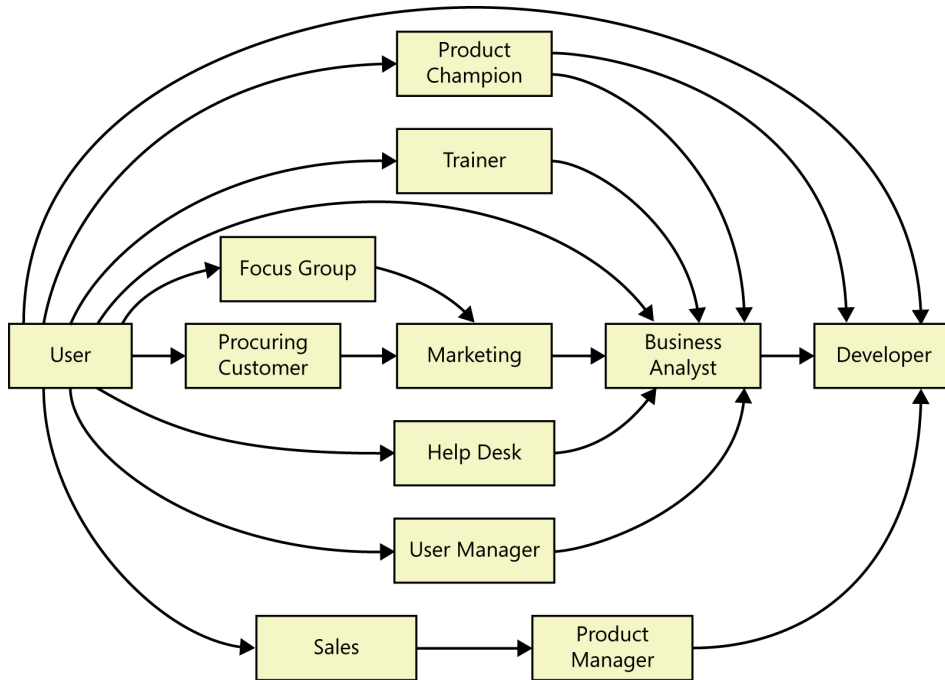 Product
Champion
Trainer
Focus Group
User
Procuring
Customer
Marketing
Business
Analyst
Developer
Help Desk
User Manager
Sales
Product
Manager